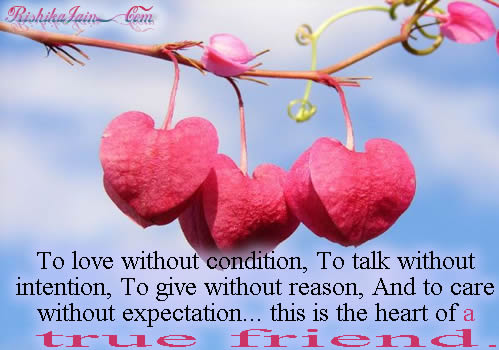 RishikaJain.Com
To love without condition, To talk without
intention, To give without reason, And to care
without expectation... this is the heart of a
true friend.